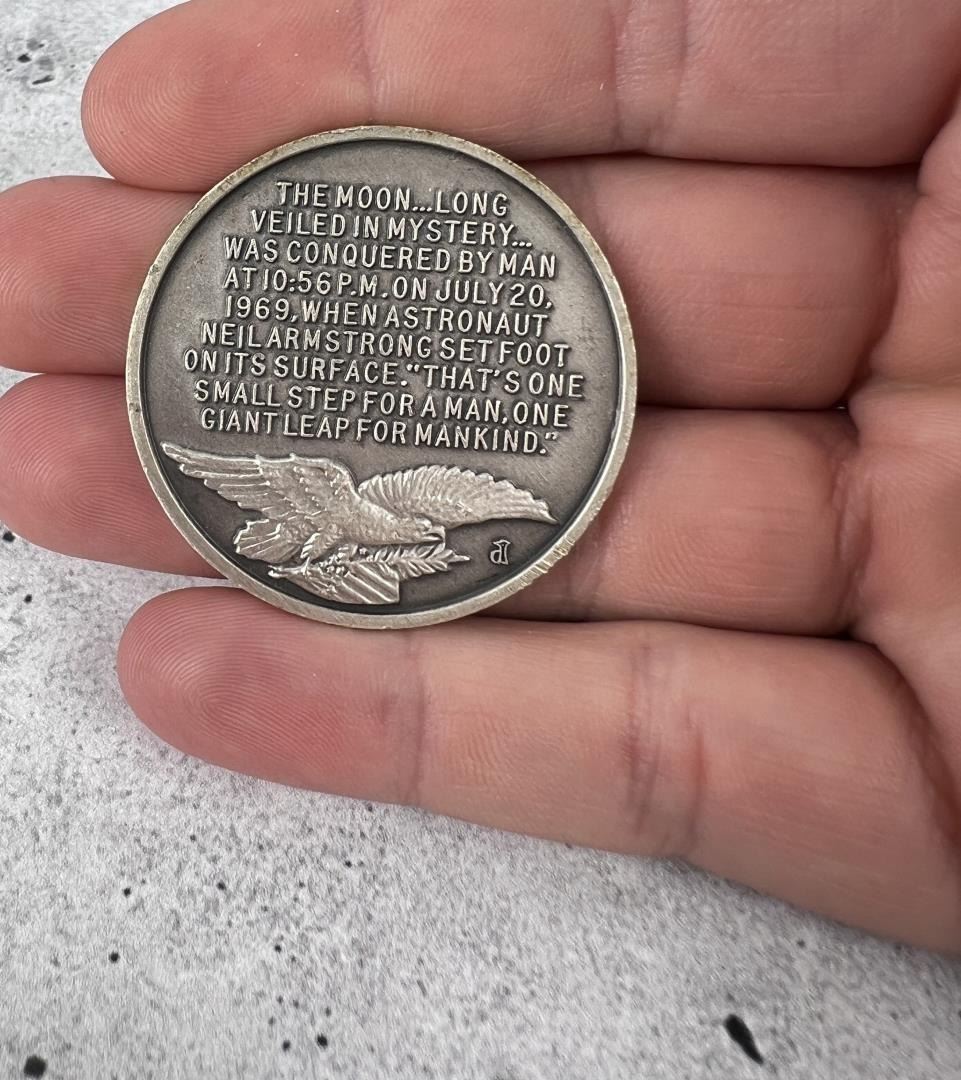 THE MOON...LONG
VEILED IN MYSTERY...
WAS CONQUERED BY MAN
AT 10:56 P.M. ON JULY 20,
1969, WHEN ASTRONAUT
NEIL ARMSTRONG SET FOOT
ON ITS SURFACE. "THAT'S ONE
SMALL STEP FOR A MAN, ONE
GIANT LEAP FOR MANKIND."